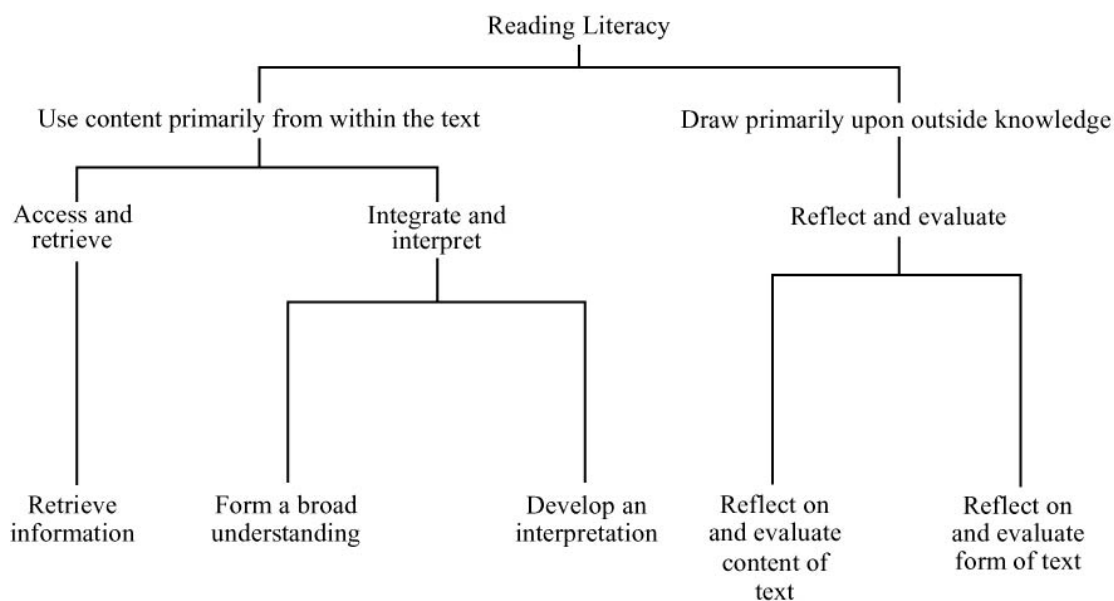 Reading Literacy
Use content primarily from within the text
Draw primarily upon outside knowledge
Access and
retrieve
Integrate and
interpret
Reflect and evaluate
Retrieve
information
Form a broad
understanding
Develop an
interpretation
Reflect on
and evaluate
content of
text
Reflect on
and evaluate
form of text